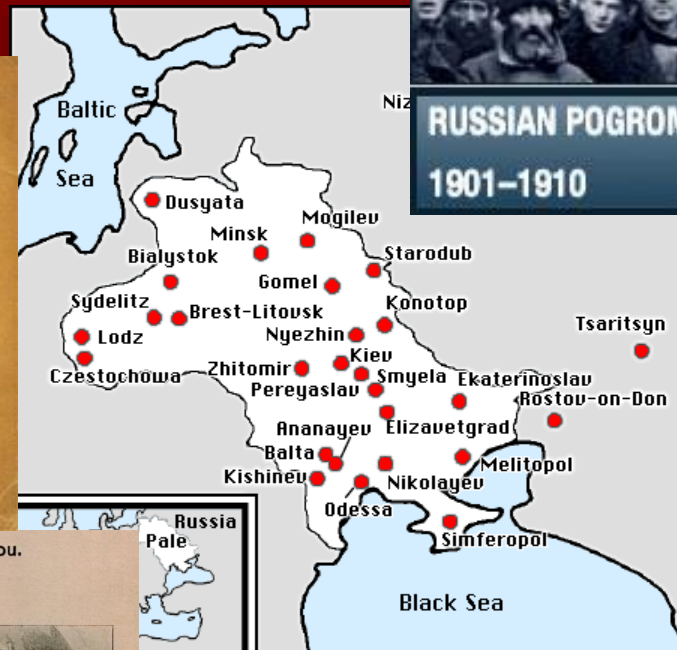 RUSSIAN POGROM
1901–1910
Niz
Baltic
Sea
Dusyata
Mogilev
Minsk
Starodub
Bialystok
Gomel
Sydelitz
Brest-Litovsk
Konotop
Nyezhin
Tsaritsyn
Lodz
Kiev
Czestochowa
Zhitomir
Smyela
Ekaterinoslav
Pereyaslav
Rostov-on-Don
Ananayev
Elizavetgrad
Balta
Melitopol
Kishinev
Nikolayev
Odessa
Simferopol
Russia
Pale
ou.
Black Sea